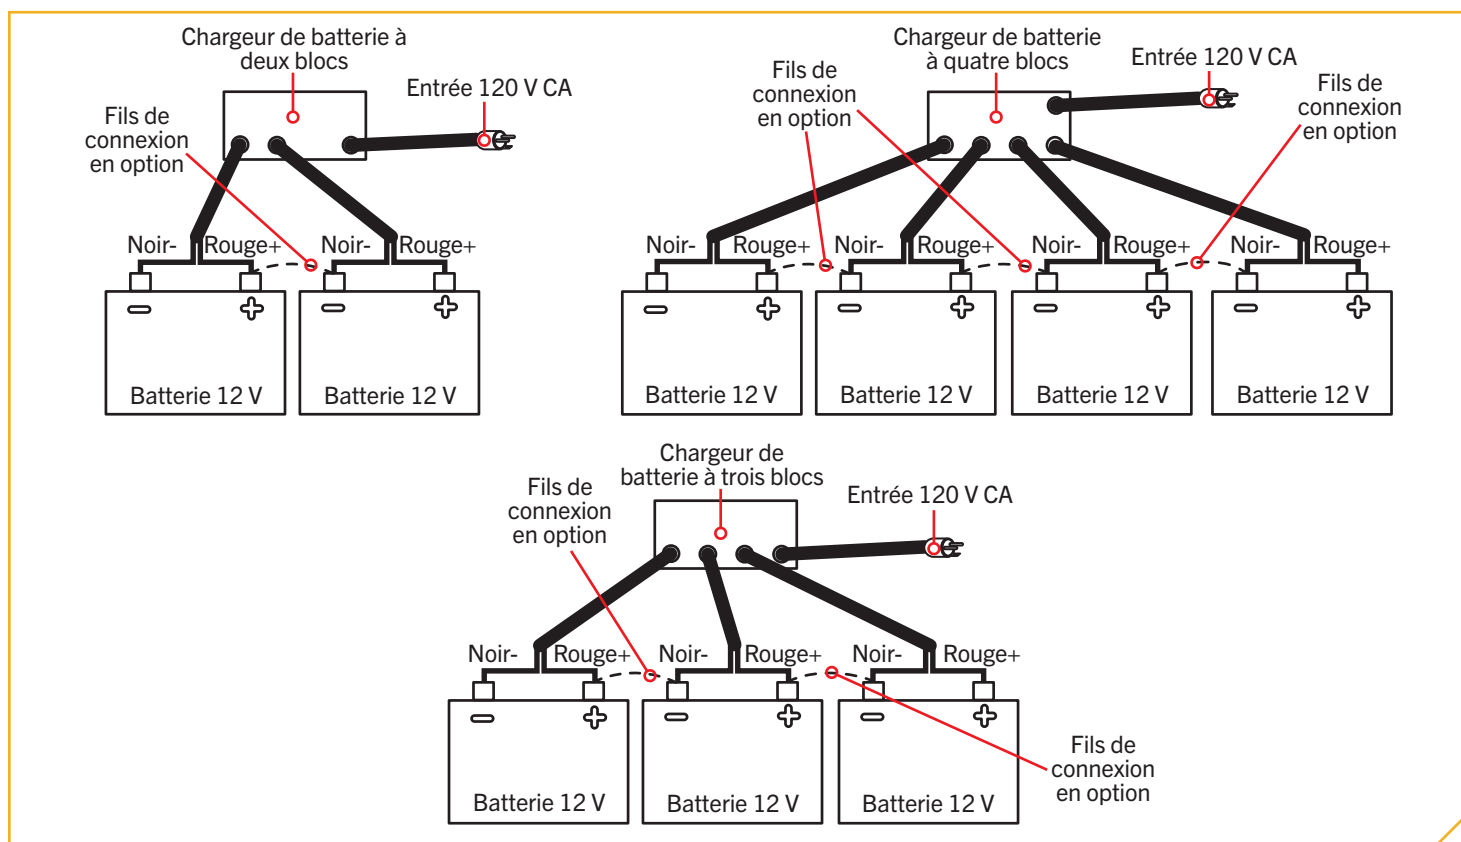 Chargeur de batterie à
deux blocs
Entrée 120 V CA
Fils de
connexion
en option
Noir-
Rouge+
Noir-
Rouge+
Batterie 12 V
Batterie 12 V
Chargeur de batterie
à quatre blocs
Entrée 120 V CA
Fils de
connexion
en option
Fils de
connexion
en option
Noir-
Rouge+
Noir-
Rouge+
Noir-
Rouge+
Noir-
Rouge+
Batterie 12 V
Batterie 12 V
Batterie 12 V
Batterie 12 V
Chargeur de
batterie à trois blocs
Entrée 120 V CA
Fils de
connexion
en option
Noir-
Rouge+
Noir-
Rouge+
Noir-
Rouge+
Fils de
connexion
en option
Batterie 12 V
Batterie 12 V
Batterie 12 V